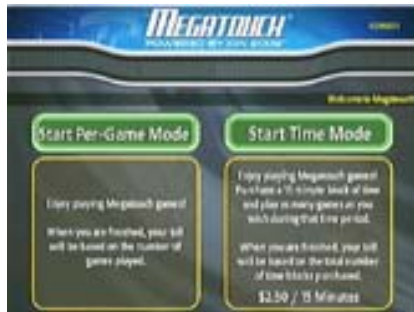 MEGATOUCH
Welcome to Megatouch
Start Per-Game Mode
Enjoy playing Megatouch games!
When you are finished, your bill
will be based on the number of
games played.
Start Time Mode
Enjoy playing Megatouch games!
Purchase a 15 minute block of time
and play as many games as you
wish during that time period.
When you are finished, your bill
will be based on the total number
of time blocks purchased.
$2.50 / 15 Minutes